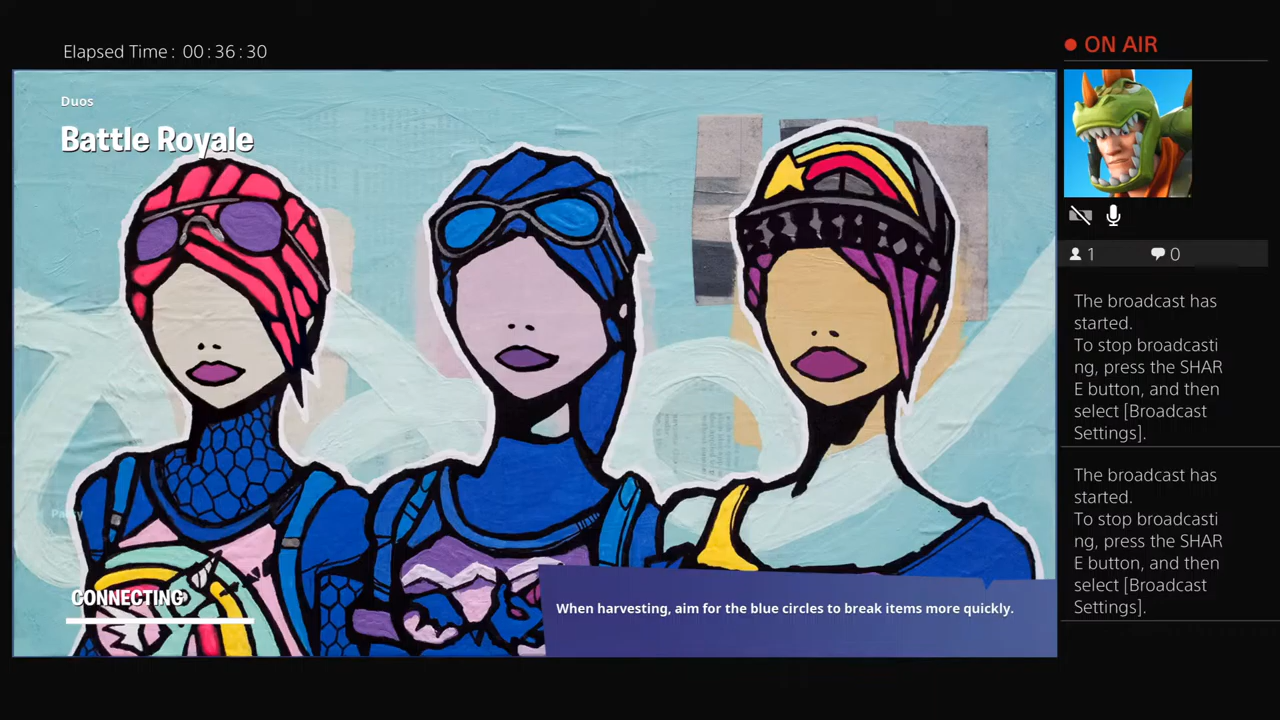 Elapsed Time: 00:36:30
ON AIR
Duos
Battle Royale
1
0
The broadcast has
started.
To stop broadcasti
ng, press the SHAR
E button, and then
select [Broadcast
Settings].
The broadcast has
started.
To stop broadcasti
ng, press the SHAR
E button, and then
select [Broadcast
Settings].
Party
CONNECTING
When harvesting, aim for the blue circles to break items more quickly.